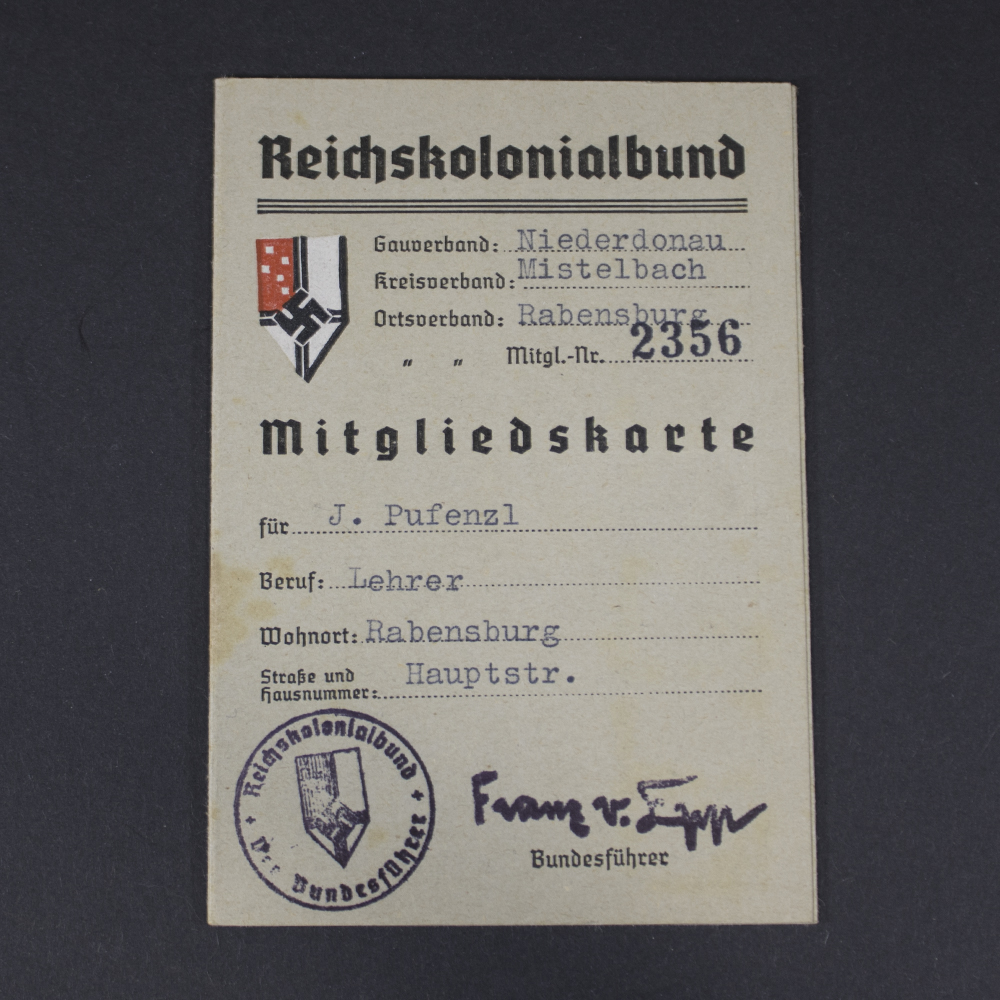 Reichskolonialbund
Gauverband: Niederdonau
Kreisverband: Mistelbach
Ortsverband: Rabensburg
" " Mitgl.-Nr. 2356
Mitgliedskarte
für J. Pufenzl
Beruf: Lehrer
Wohnort: Rabensburg
Straße und
Hausnummer: Hauptstr.
Reichskolonialbund
Der Bundesführer
Franz v. Epp
Bundesführer